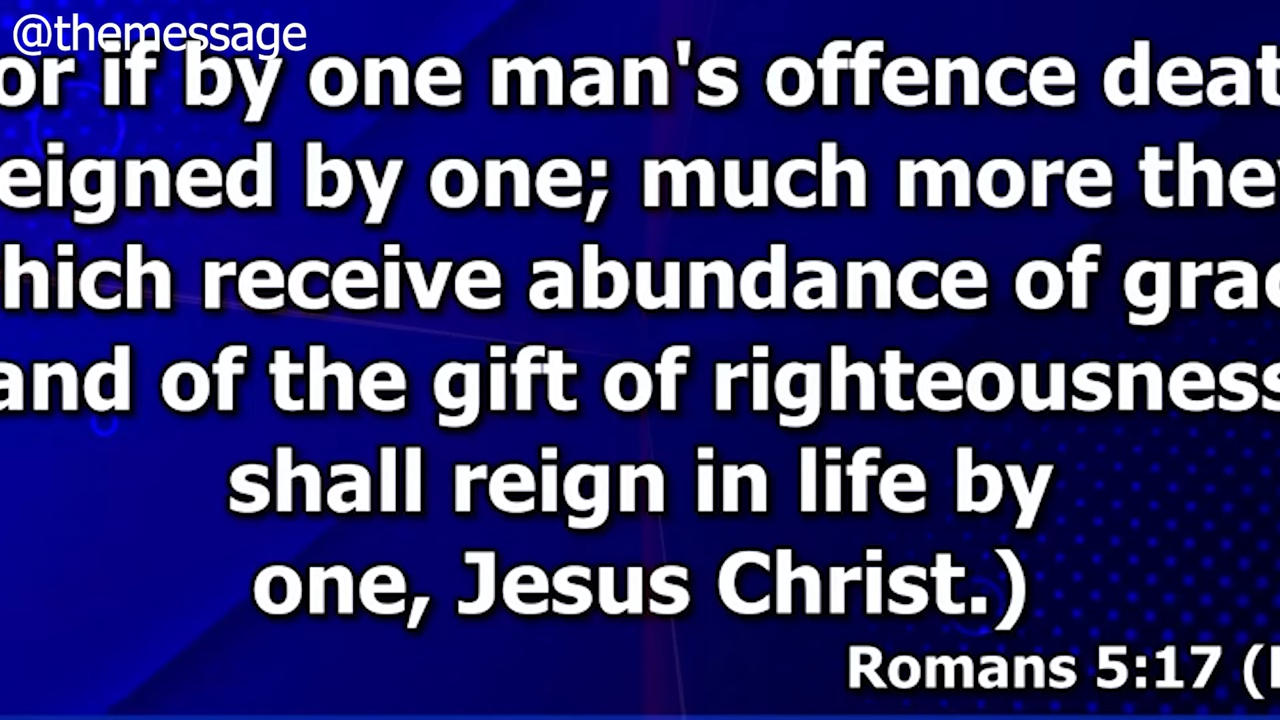 @themessage
or if by one man's offence deat
eigned by one; much more they
hich receive abundance of grac
and of the gift of righteousness
shall reign in life by
one, Jesus Christ.)
Romans 5:17 (